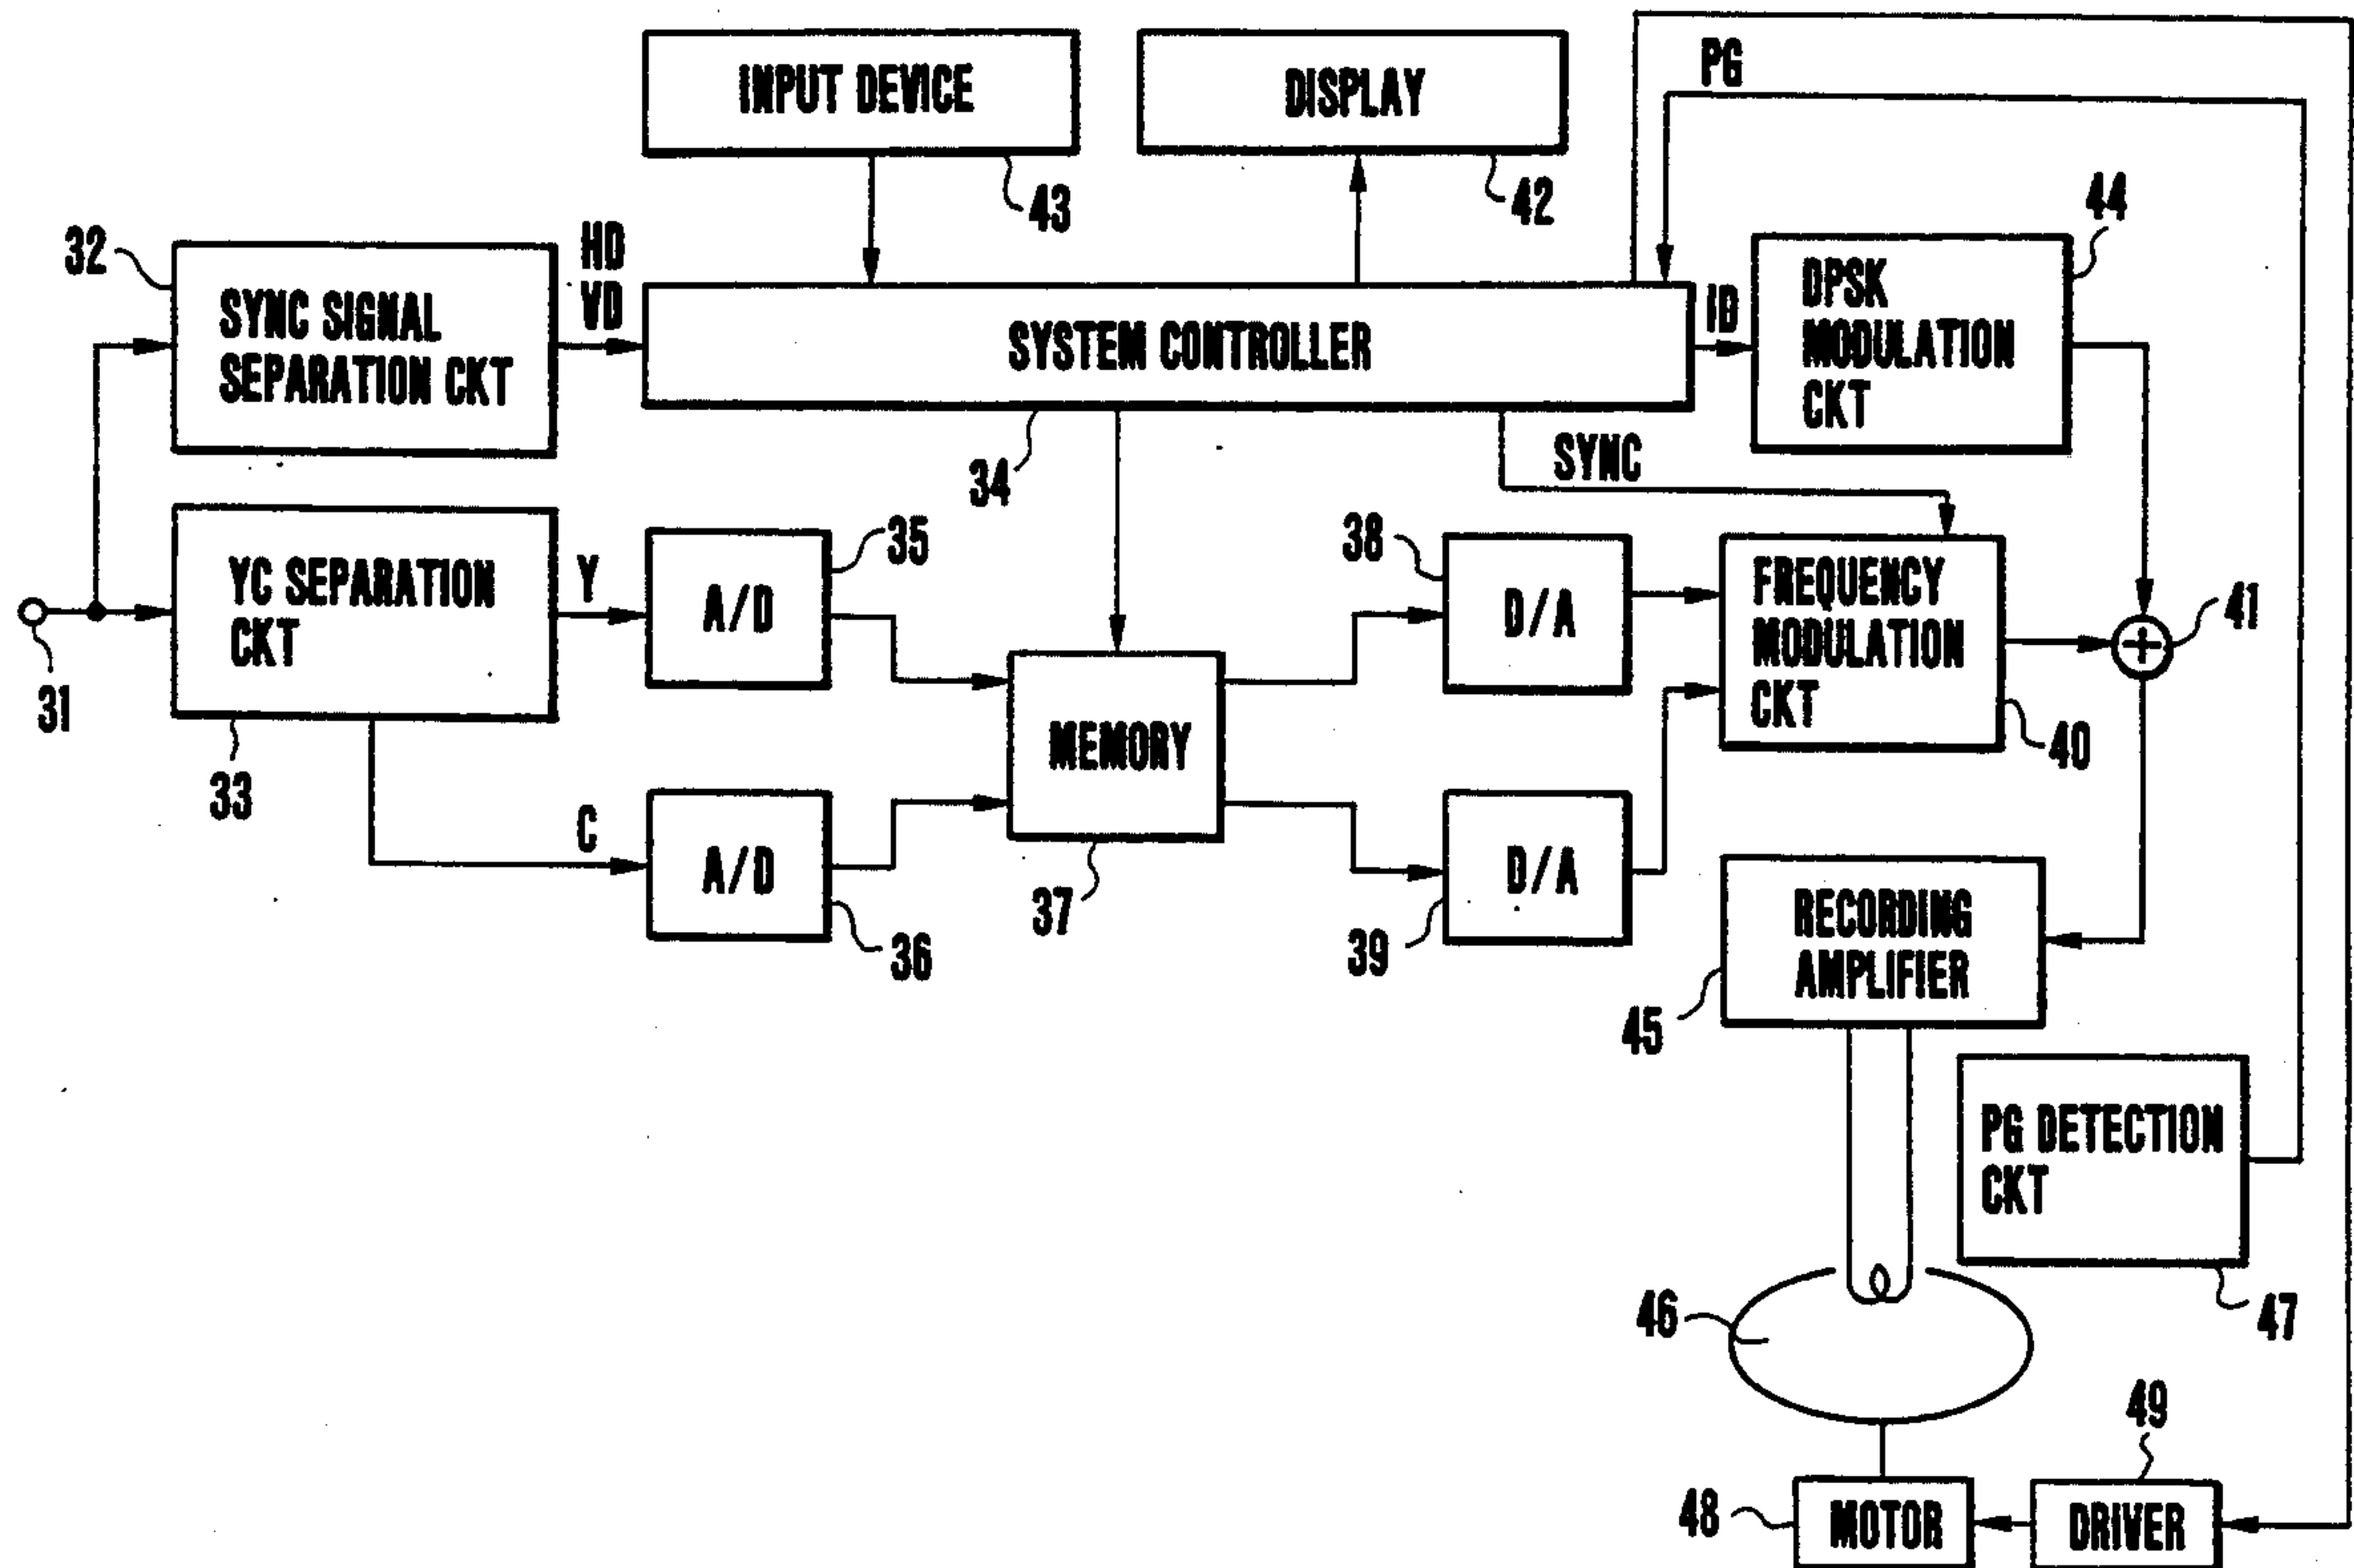 INPUT DEVICE
DISPLAY
PG
43
42
44
32
HD
VD
SYNC SIGNAL
SEPARATION CKT
SYSTEM CONTROLLER
ID
DPSK
MODULATION
CKT
34
SYNC
35
38
YC SEPARATION
CKT
Y
A/D
D/A
FREQUENCY
MODULATION
CKT
41
31
33
MEMORY
40
C
A/D
D/A
36
37
39
RECORDING
AMPLIFIER
45
PG DETECTION
CKT
46
47
49
48
MOTOR
DRIVER